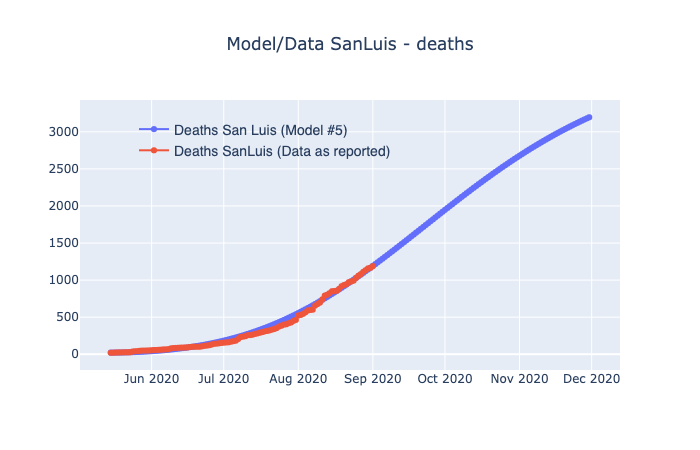 Model/Data SanLuis - deaths
Deaths San Luis (Model #5)
Deaths SanLuis (Data as reported)
3000
2500
2000
1500
1000
500
0
Jun 2020 Jul 2020 Aug 2020 Sep 2020 Oct 2020 Nov 2020 Dec 2020